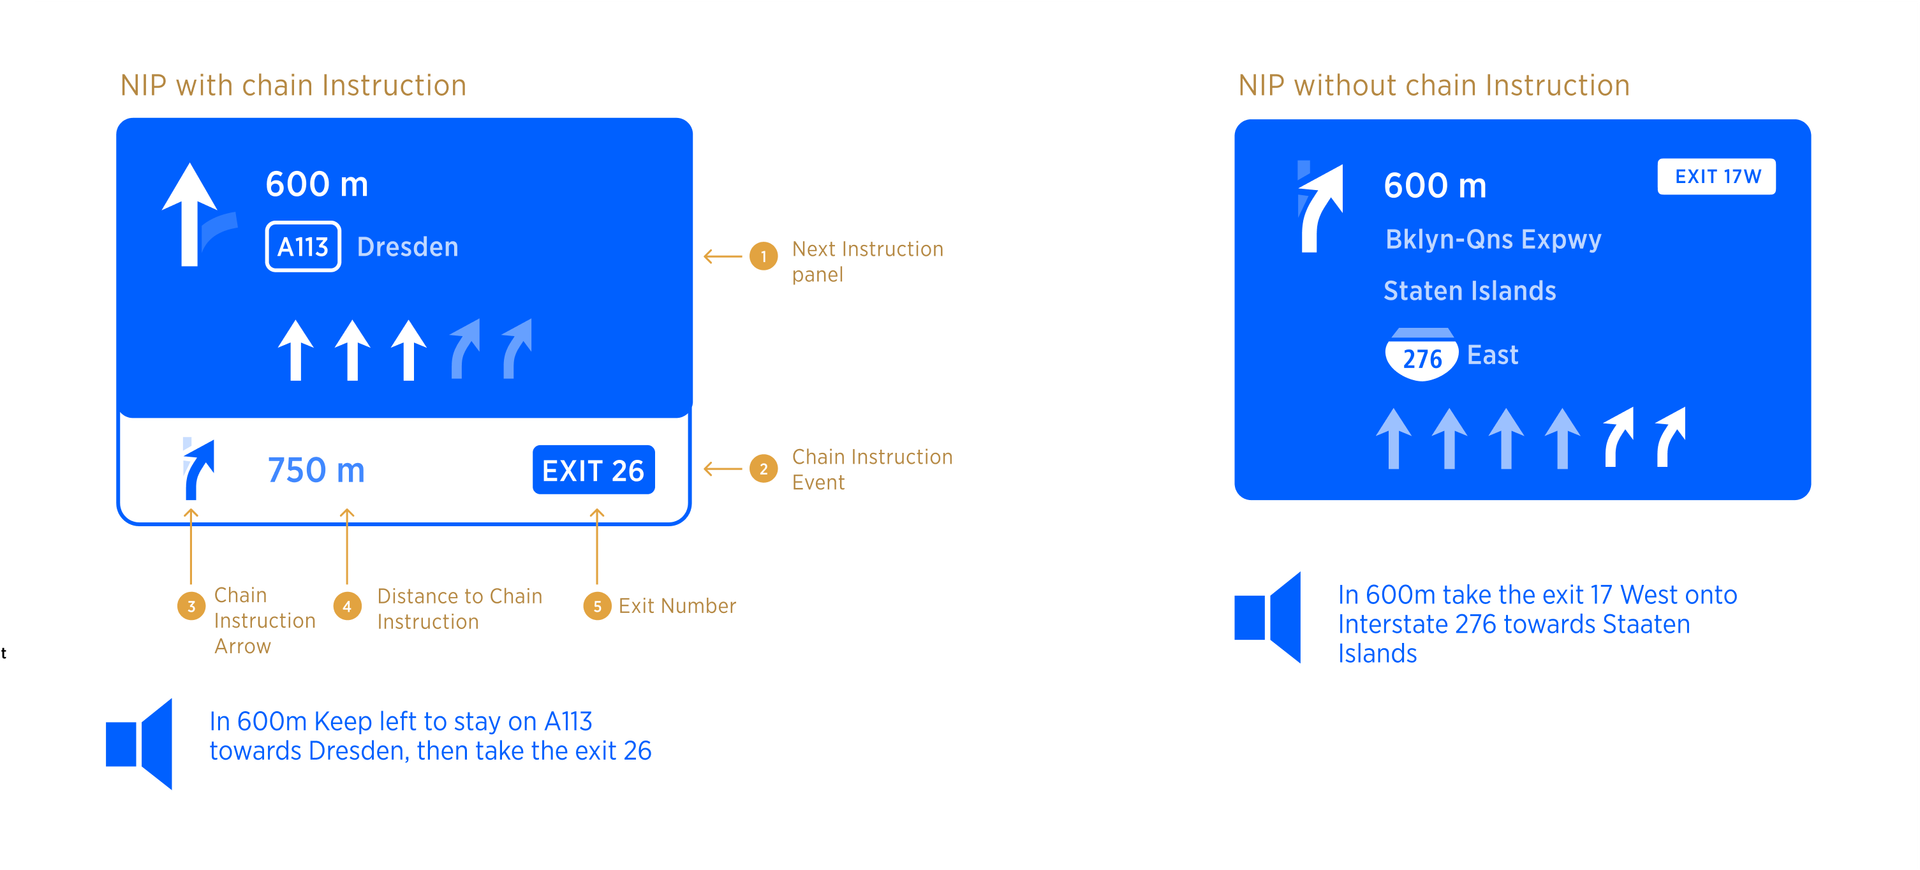 NIP with chain Instruction
600 m
A113 Dresden
1 Next Instruction
panel
750 m EXIT 26
2 Chain Instruction
Event
3 Chain
Instruction
Arrow
4 Distance to Chain
Instruction
5 Exit Number
t
In 600m Keep left to stay on A113
towards Dresden, then take the exit 26
NIP without chain Instruction
600 m
EXIT 17W
Bklyn-Qns Expwy
Staten Islands
276 East
In 600m take the exit 17 West onto
Interstate 276 towards Staaten
Islands